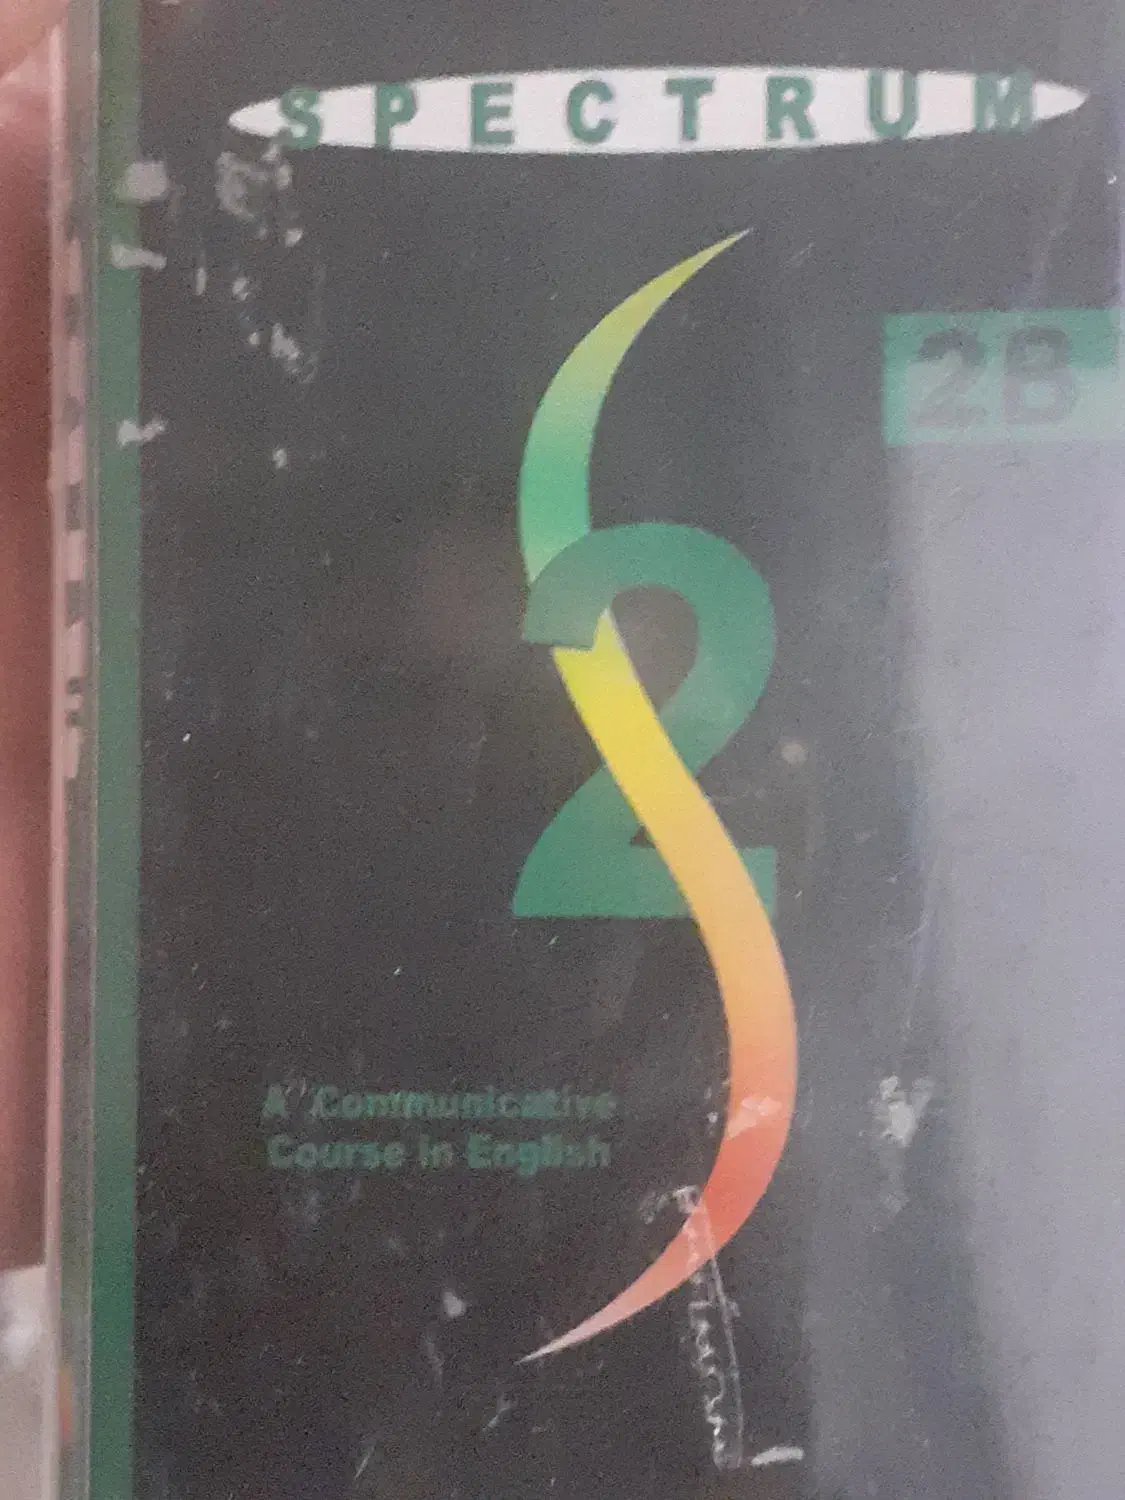 SPECTRUM
2B
2
A Communicative
Course in English